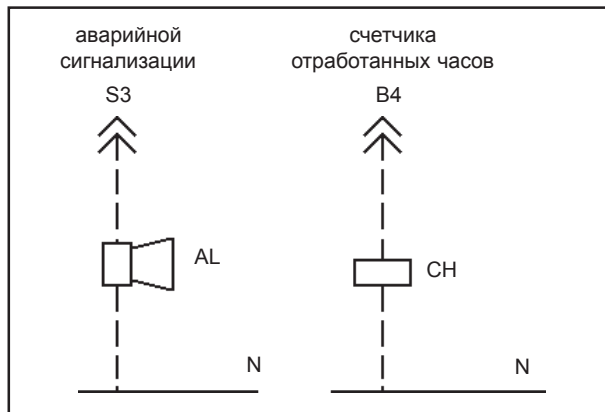 аварийной
сигнализации
S3
AL
N
счетчика
отработанных часов
B4
CH
N